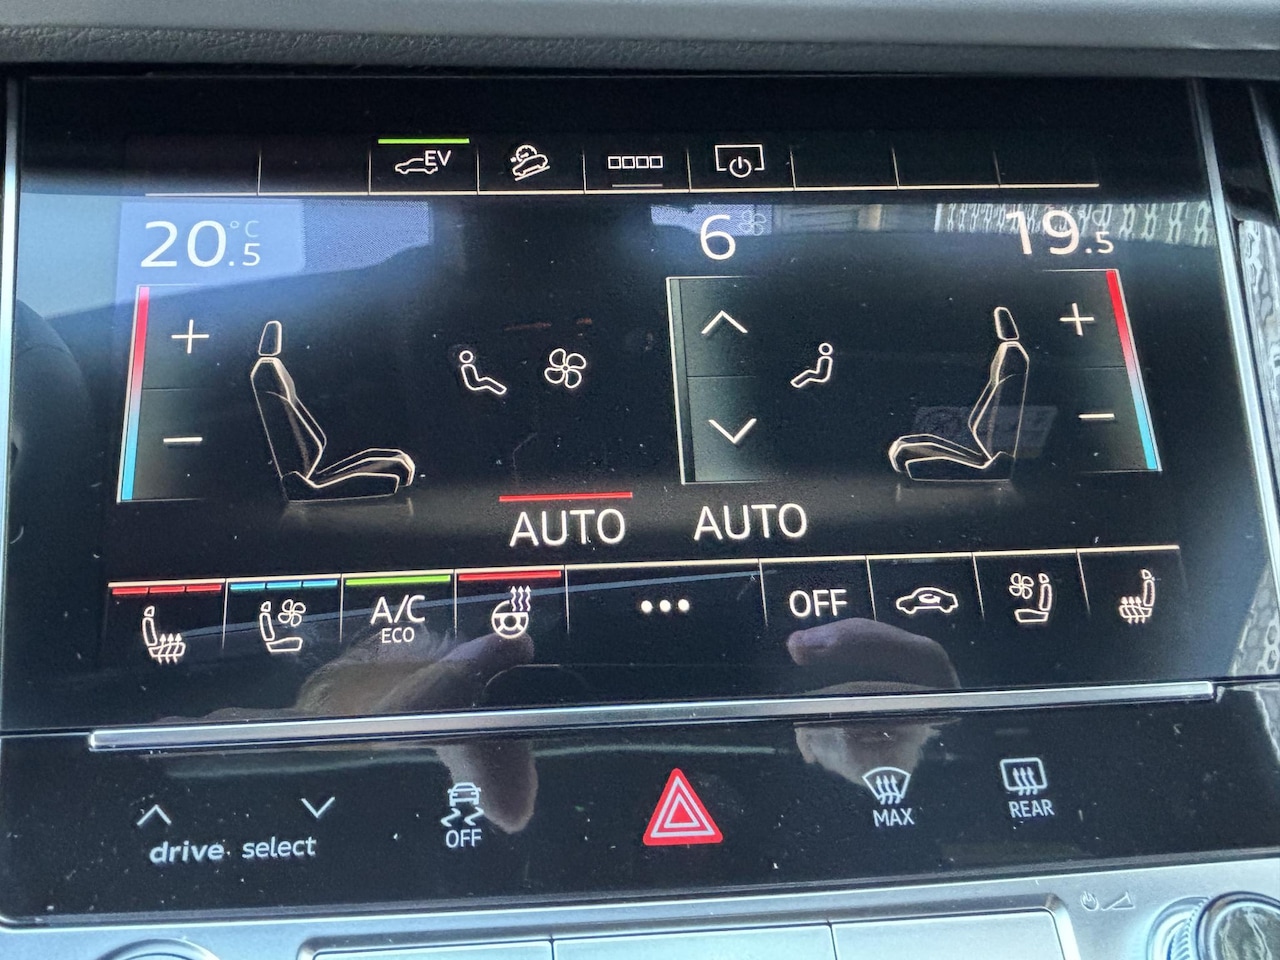 EV
20.5 °C
6
19.5
AUTO AUTO
A/C
ECO
OFF
drive select
OFF
MAX
REAR